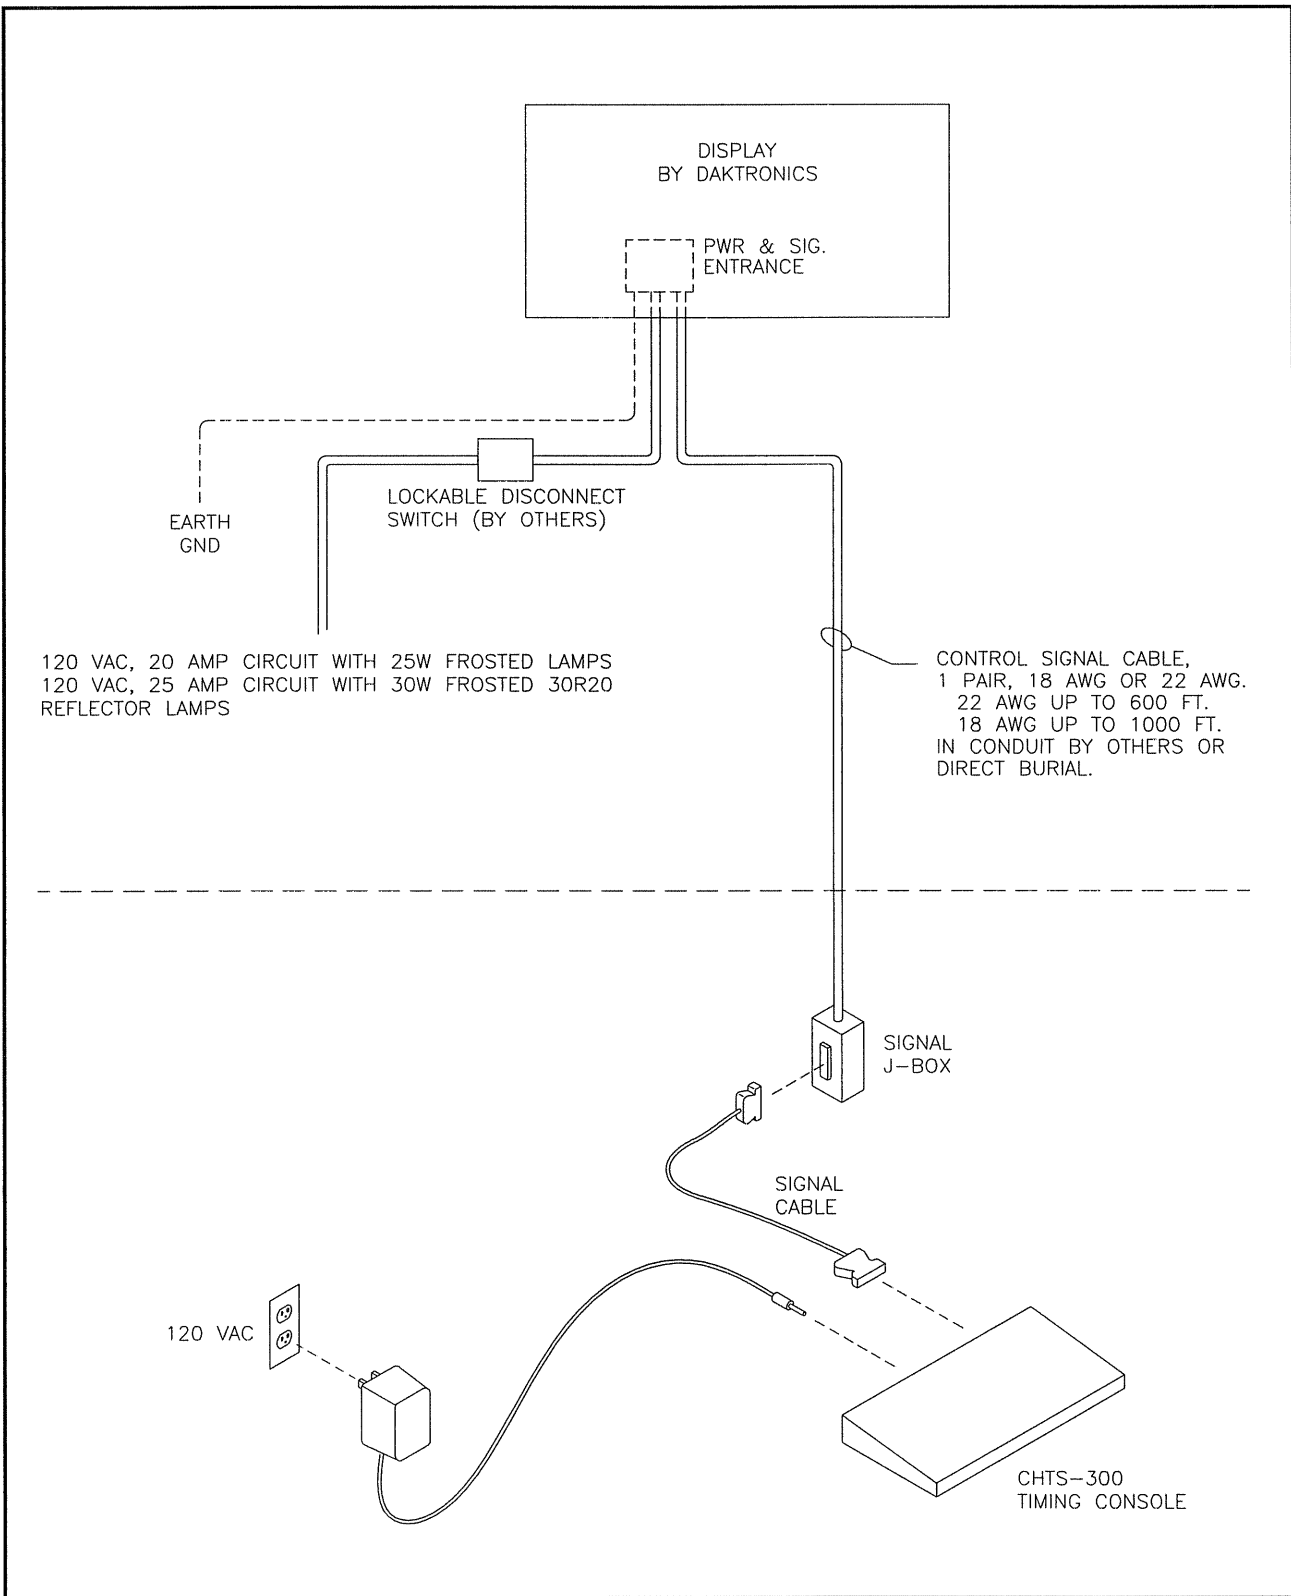 DISPLAY
BY DAKTRONICS
PWR & SIG.
ENTRANCE
LOCKABLE DISCONNECT
SWITCH (BY OTHERS)
EARTH
GND
120 VAC, 20 AMP CIRCUIT WITH 25W FROSTED LAMPS
120 VAC, 25 AMP CIRCUIT WITH 30W FROSTED 30R20
REFLECTOR LAMPS
CONTROL SIGNAL CABLE,
1 PAIR, 18 AWG OR 22 AWG.
22 AWG UP TO 600 FT.
18 AWG UP TO 1000 FT.
IN CONDUIT BY OTHERS OR
DIRECT BURIAL.
SIGNAL
J-BOX
SIGNAL
CABLE
120 VAC
CHTS-300
TIMING CONSOLE